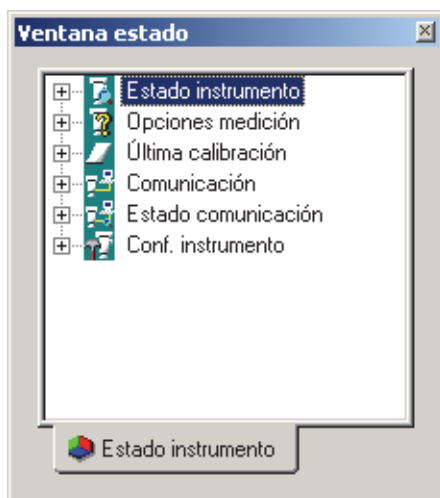 Ventana estado
Estado instrumento
Opciones medición
Última calibración
Comunicación
Estado comunicación
Conf. instrumento
Estado instrumento